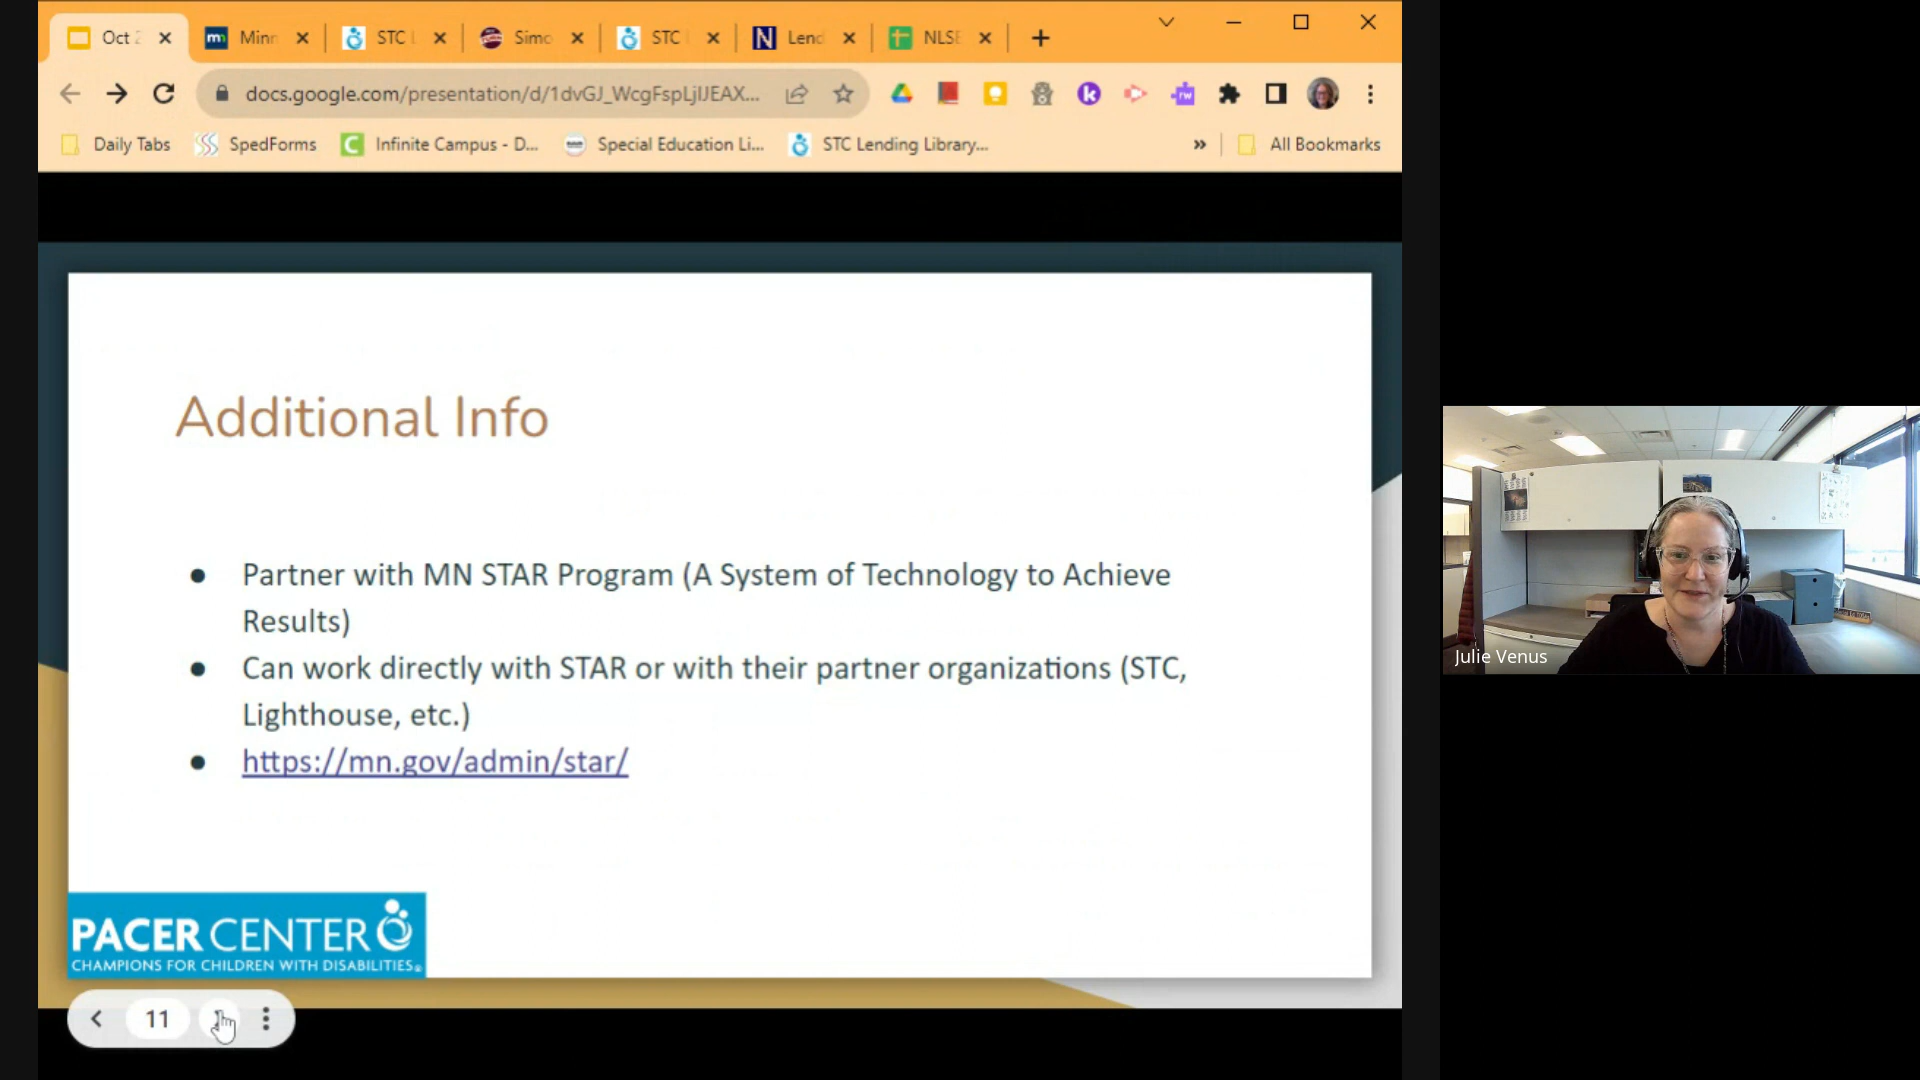 Oct 2
Minn
STC L
Simo
STC
Lend
NLSE
docs.google.com/presentation/d/1dvGJ_WcgFspLjIJEAX...
Daily Tabs
SpedForms
Infinite Campus - D...
Special Education Li...
STC Lending Library...
All Bookmarks
Additional Info
Partner with MN STAR Program (A System of Technology to Achieve
Results)
Can work directly with STAR or with their partner organizations (STC,
Lighthouse, etc.)
https://mn.gov/admin/star/
PACER CENTER
CHAMPIONS FOR CHILDREN WITH DISABILITIES®
11
Julie Venus